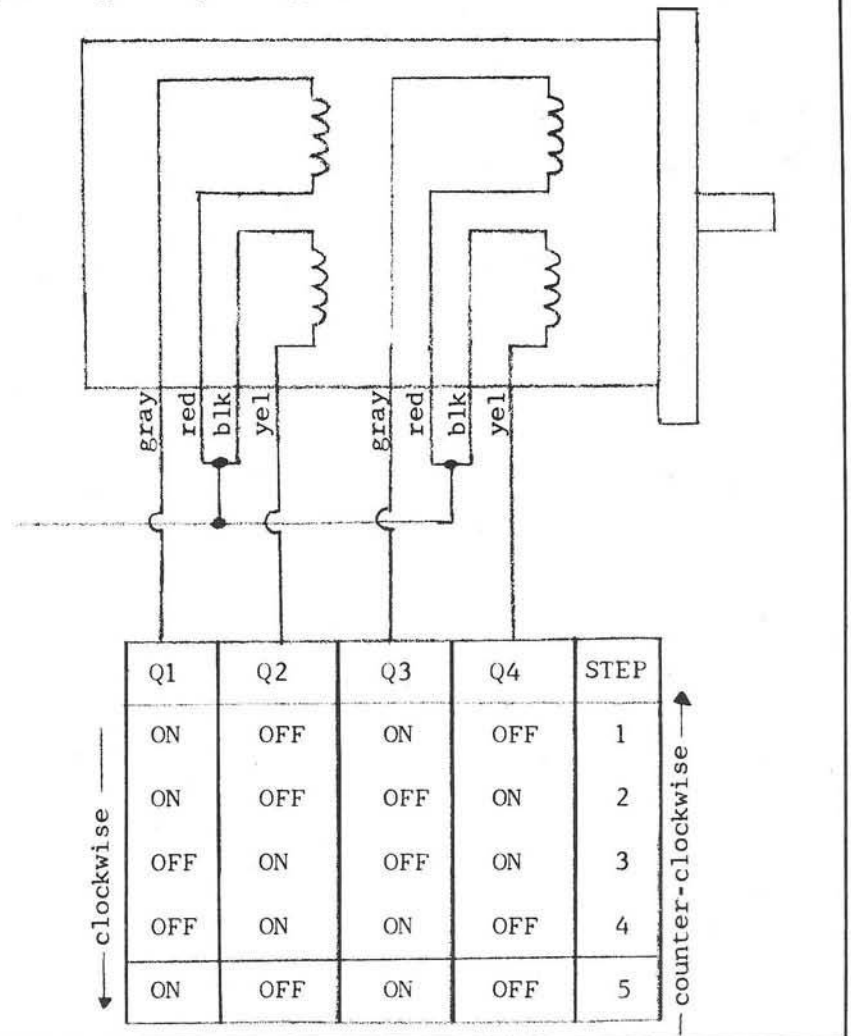 gray red blk yel gray red blk yel
Q1 Q2 Q3 Q4 STEP
ON OFF ON OFF 1
ON OFF OFF ON 2
OFF ON OFF ON 3
OFF ON ON OFF 4
ON OFF ON OFF 5
clockwise
counter-clockwise